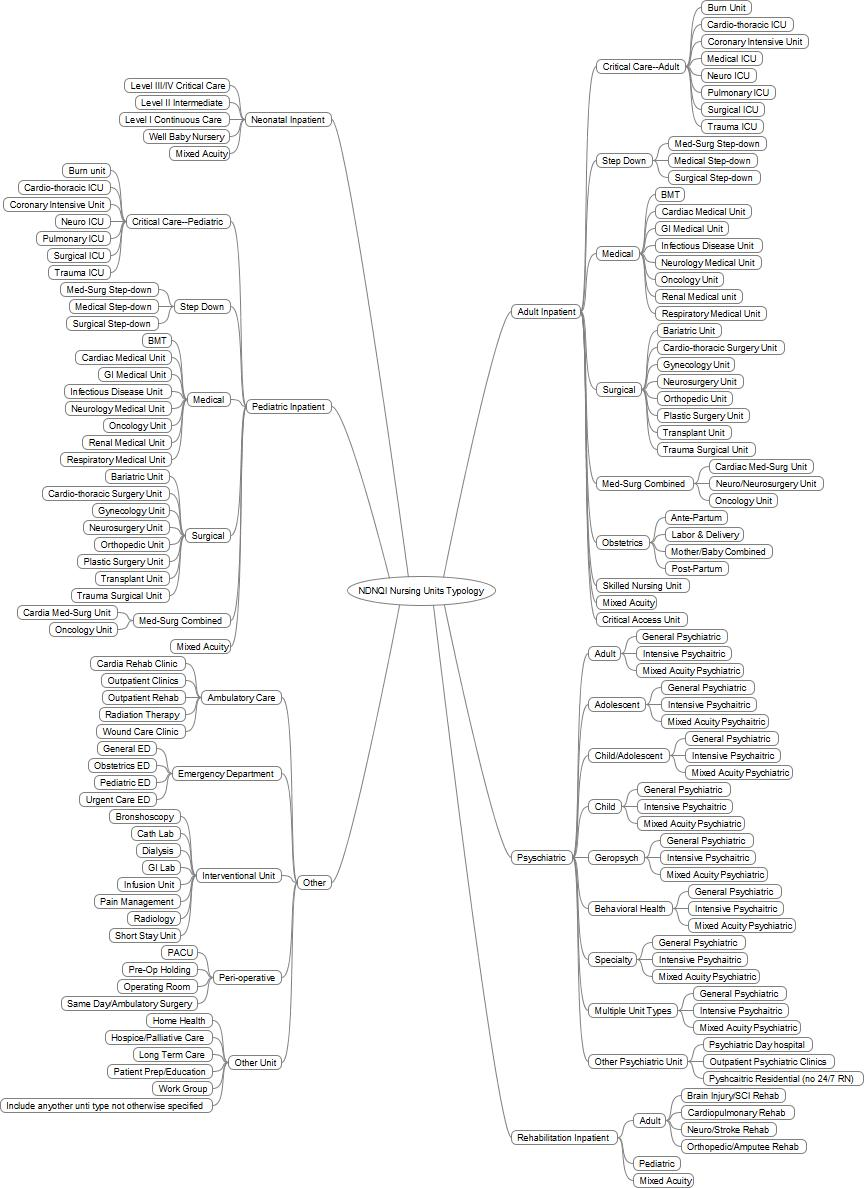 NDNQI Nursing Units Typology
Neonatal Inpatient
Level III/IV Critical Care
Level II Intermediate
Level I Continuous Care
Well Baby Nursery
Mixed Acuity
Pediatric Inpatient
Critical Care--Pediatric
Burn unit
Cardio-thoracic ICU
Coronary Intensive Unit
Neuro ICU
Pulmonary ICU
Surgical ICU
Trauma ICU
Step Down
Med-Surg Step-down
Medical Step-down
Surgical Step-down
Medical
BMT
Cardiac Medical Unit
GI Medical Unit
Infectious Disease Unit
Neurology Medical Unit
Oncology Unit
Renal Medical Unit
Respiratory Medical Unit
Surgical
Bariatric Unit
Cardio-thoracic Surgery Unit
Gynecology Unit
Neurosurgery Unit
Orthopedic Unit
Plastic Surgery Unit
Transplant Unit
Trauma Surgical Unit
Med-Surg Combined
Cardia Med-Surg Unit
Oncology Unit
Mixed Acuity
Other
Ambulatory Care
Cardia Rehab Clinic
Outpatient Clinics
Outpatient Rehab
Radiation Therapy
Wound Care Clinic
Emergency Department
General ED
Obstetrics ED
Pediatric ED
Urgent Care ED
Interventional Unit
Bronshoscopy
Cath Lab
Dialysis
GI Lab
Infusion Unit
Pain Management
Radiology
Short Stay Unit
Peri-operative
PACU
Pre-Op Holding
Operating Room
Same Day/Ambulatory Surgery
Other Unit
Home Health
Hospice/Palliative Care
Long Term Care
Patient Prep/Education
Work Group
Include anyother unti type not otherwise specified
Adult Inpatient
Critical Care--Adult
Burn Unit
Cardio-thoracic ICU
Coronary Intensive Unit
Medical ICU
Neuro ICU
Pulmonary ICU
Surgical ICU
Trauma ICU
Step Down
Med-Surg Step-down
Medical Step-down
Surgical Step-down
Medical
BMT
Cardiac Medical Unit
GI Medical Unit
Infectious Disease Unit
Neurology Medical Unit
Oncology Unit
Renal Medical unit
Respiratory Medical Unit
Surgical
Bariatric Unit
Cardio-thoracic Surgery Unit
Gynecology Unit
Neurosurgery Unit
Orthopedic Unit
Plastic Surgery Unit
Transplant Unit
Trauma Surgical Unit
Med-Surg Combined
Cardiac Med-Surg Unit
Neuro/Neurosurgery Unit
Oncology Unit
Obstetrics
Ante-Partum
Labor & Delivery
Mother/Baby Combined
Post-Partum
Skilled Nursing Unit
Mixed Acuity
Critical Access Unit
Psyschiatric
Adult
General Psychiatric
Intensive Psychaitric
Mixed Acuity Psychiatric
Adolescent
General Psychiatric
Intensive Psychaitric
Mixed Acuity Psychaitric
Child/Adolescent
General Psychiatric
Intensive Psychaitric
Mixed Acuity Psychiatric
Child
General Psychiatric
Intensive Psychaitric
Mixed Acuity Psychiatric
Geropsych
General Psychiatric
Intensive Psychaitric
Mixed Acuity Psychiatric
Behavioral Health
General Psychiatric
Intensive Psychaitric
Mixed Acuity Psychiatric
Specialty
General Psychiatric
Intensive Psychaitric
Mixed Acuity Psychiatric
Multiple Unit Types
General Psychiatric
Intensive Psychaitric
Mixed Acuity Psychiatric
Other Psychiatric Unit
Psychiatric Day hospital
Outpatient Psychiatric Clinics
Pyshcaitric Residential (no 24/7 RN)
Rehabilitation Inpatient
Adult
Brain Injury/SCI Rehab
Cardiopulmonary Rehab
Neuro/Stroke Rehab
Orthopedic/Amputee Rehab
Pediatric
Mixed Acuity